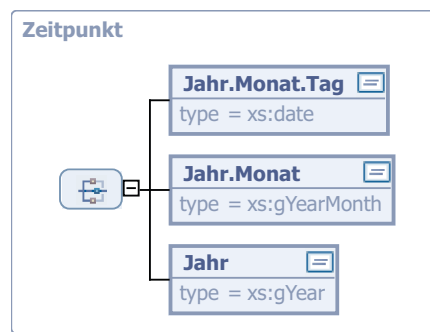 Zeitpunkt
Jahr.Monat.Tag
type = xs:date
Jahr.Monat
type = xs:gYearMonth
Jahr
type = xs:gYear